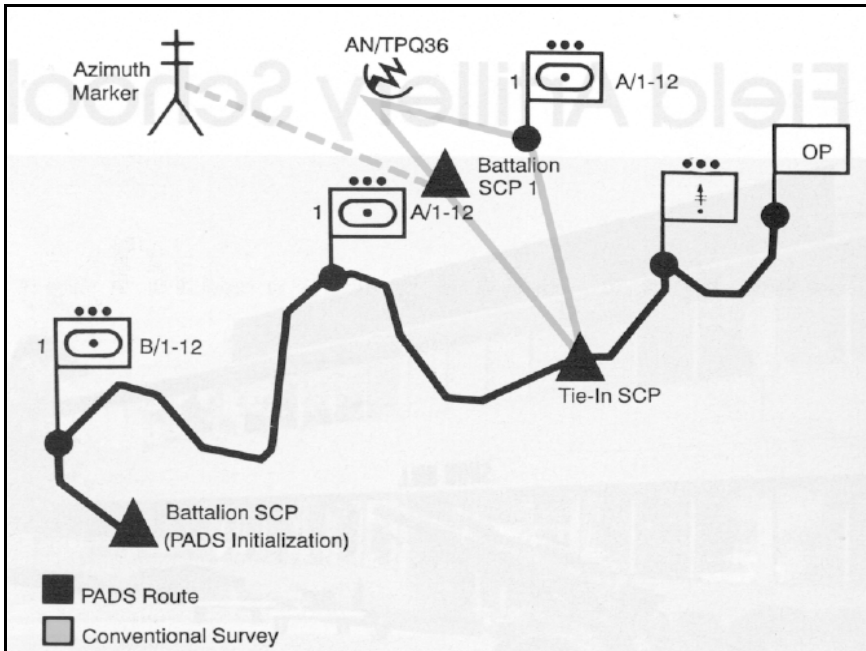 Azimuth
Marker
AN/TPQ36
1
A/1-12
Battalion
SCP 1
1
A/1-12
OP
1
B/1-12
Tie-In SCP
Battalion SCP
(PADS Initialization)
PADS Route
Conventional Survey
Field Artillery School